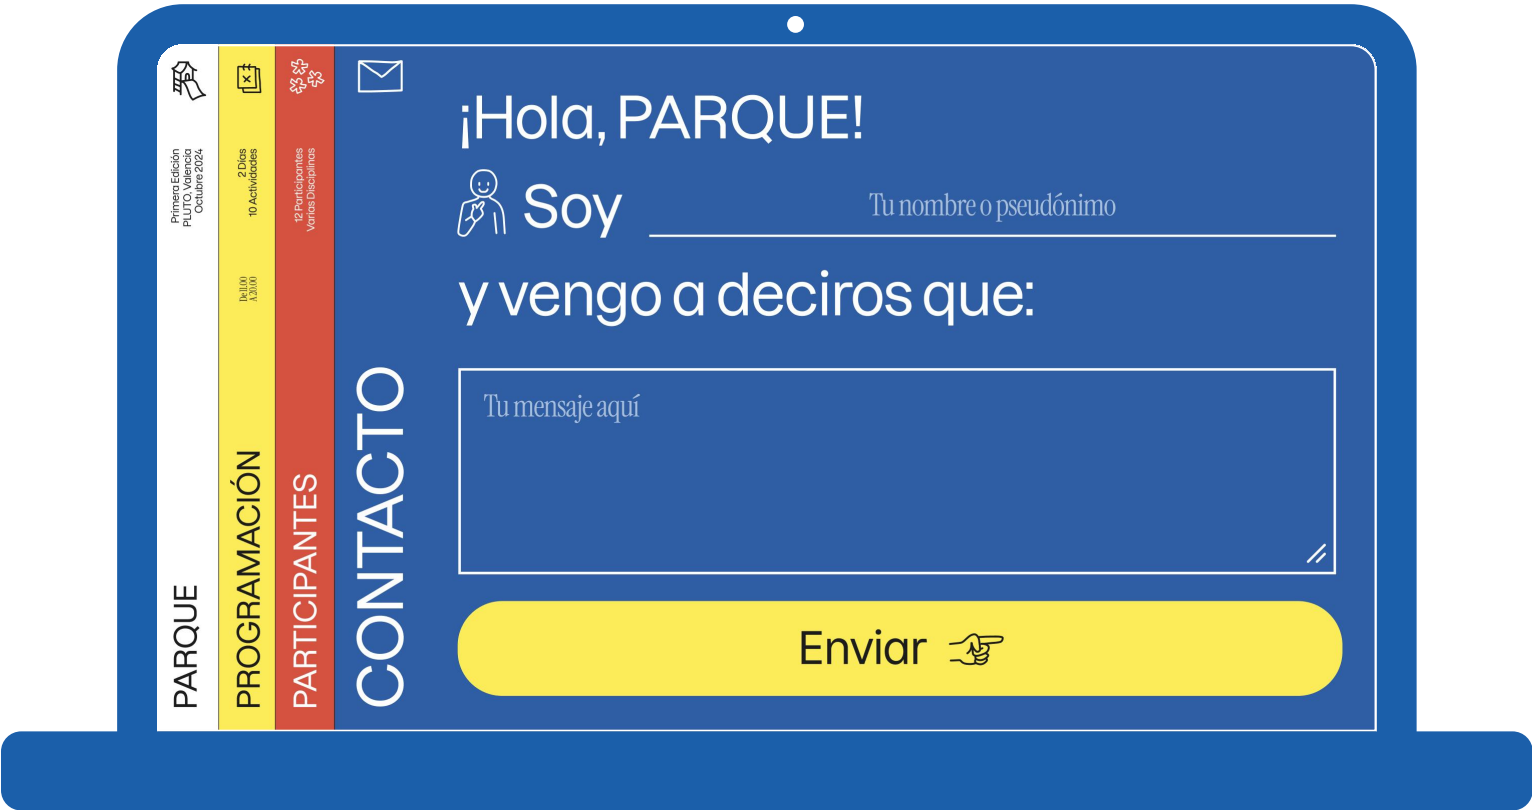 PARQUE
Primera Edición
PLUTO, Valencia
Octubre 2024
PROGRAMACIÓN
De 11.00
A 20.00
2 Días
10 Actividades
PARTICIPANTES
12 Participantes
Varias Disciplinas
CONTACTO
¡Hola, PARQUE!
Soy Tu nombre o pseudónimo
y vengo a deciros que:
Tu mensaje aquí
Enviar